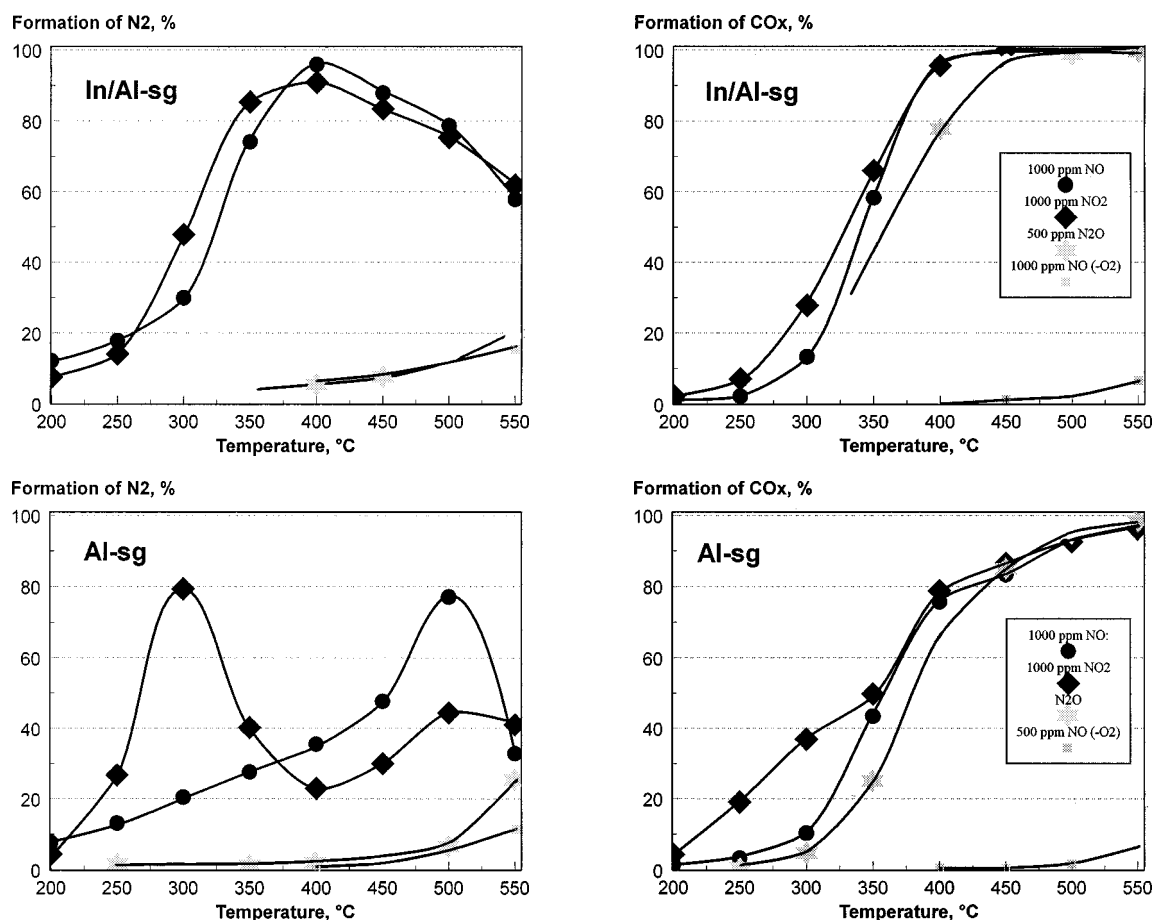 Formation of N2, %
100
In/Al-sg
80
60
40
20
0
200 250 300 350 400 450 500 550
Temperature, °C
Formation of COx, %
100
In/Al-sg
80
60
40
20
0
1000 ppm NO
1000 ppm NO2
500 ppm N2O
1000 ppm NO (-O2)
200 250 300 350 400 450 500 550
Temperature, °C
Formation of N2, %
100
Al-sg
80
60
40
20
0
200 250 300 350 400 450 500 550
Temperature, °C
Formation of COx, %
100
Al-sg
80
60
40
20
0
1000 ppm NO:
1000 ppm NO2
N2O
500 ppm NO (-O2)
200 250 300 350 400 450 500 550
Temperature, °C